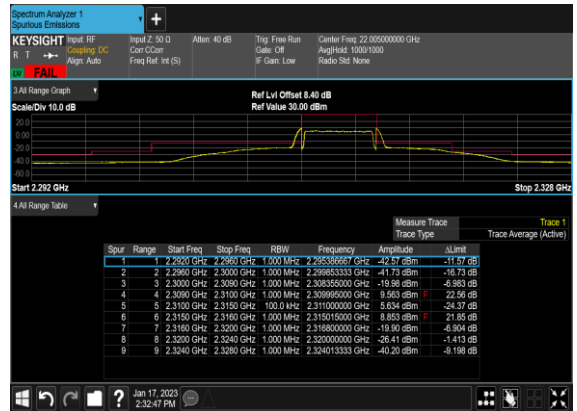 Spectrum Analyzer 1
Spurious Emissions
KEYSIGHT Input: RF Input Z: 50 Ω Atten: 40 dB Trig: Free Run Center Freq: 22.005000000 GHz
R T Coupling: DC Corr CCorr Gate: Off Avg|Hold: 1000/1000
Align: Auto Freq Ref: Int (S) IF Gain: Low Radio Std: None
FAIL
3 All Range Graph Ref Lvl Offset 8.40 dB
Scale/Div 10.0 dB Ref Value 30.00 dBm
20.0
0.00
-20.0
-40.0
-60.0
Start 2.292 GHz Stop 2.328 GHz
4 All Range Table
Measure Trace Trace 1
Trace Type Trace Average (Active)
Spur Range Start Freq Stop Freq RBW Frequency Amplitude ΔLimit
1 1 2.2920 GHz 2.2960 GHz 1.000 MHz 2.295386667 GHz -42.57 dBm -11.57 dB
2 2 2.2960 GHz 2.3000 GHz 1.000 MHz 2.299853333 GHz -41.73 dBm -16.73 dB
3 3 2.3000 GHz 2.3090 GHz 1.000 MHz 2.308355000 GHz -19.98 dBm -6.983 dB
4 4 2.3090 GHz 2.3100 GHz 1.000 MHz 2.309995000 GHz 9.563 dBm F 22.56 dB
5 5 2.3100 GHz 2.3150 GHz 100.0 kHz 2.311000000 GHz 5.634 dBm -24.37 dB
6 6 2.3150 GHz 2.3160 GHz 1.000 MHz 2.315015000 GHz 8.853 dBm F 21.85 dB
7 7 2.3160 GHz 2.3200 GHz 1.000 MHz 2.316800000 GHz -19.90 dBm -6.904 dB
8 8 2.3200 GHz 2.3240 GHz 1.000 MHz 2.320000000 GHz -26.41 dBm -1.413 dB
9 9 2.3240 GHz 2.3280 GHz 1.000 MHz 2.324013333 GHz -40.20 dBm -9.198 dB
? Jan 17, 2023
2:32:47 PM